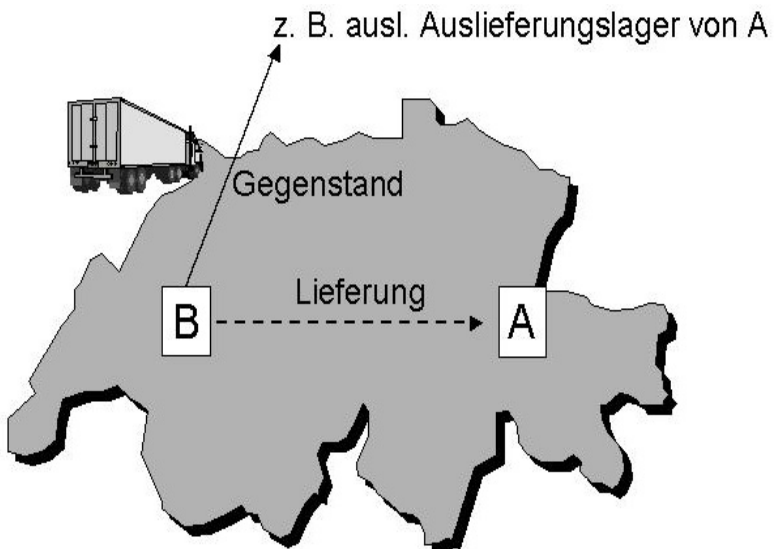 z. B. ausl. Auslieferungslager von A
Gegenstand
Lieferung
B
A